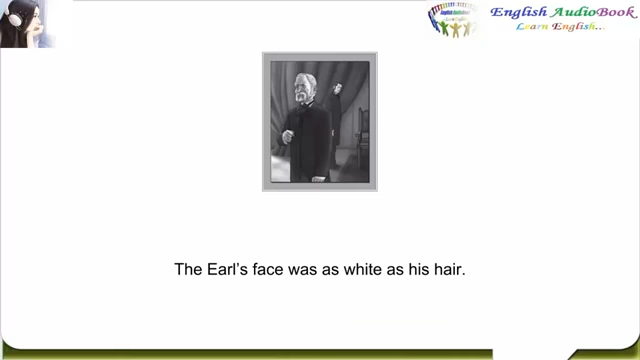 English AudioBook
Learn English...
The Earl's face was as white as his hair.